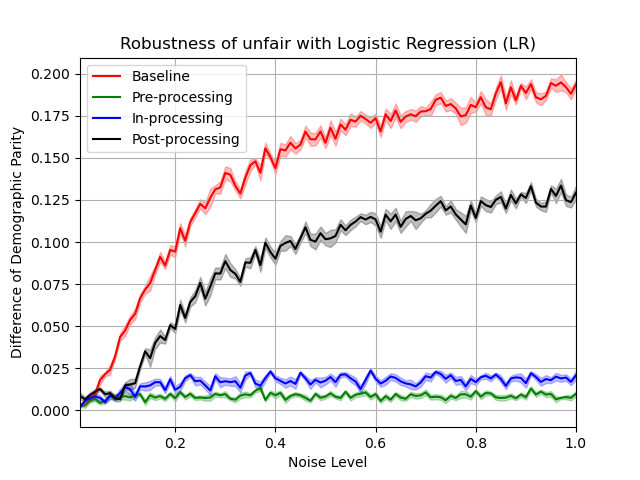 Robustness of unfair with Logistic Regression (LR)
Baseline
Pre-processing
In-processing
Post-processing
Difference of Demographic Parity
0.200
0.175
0.150
0.125
0.100
0.075
0.050
0.025
0.000
0.2 0.4 0.6 0.8 1.0
Noise Level